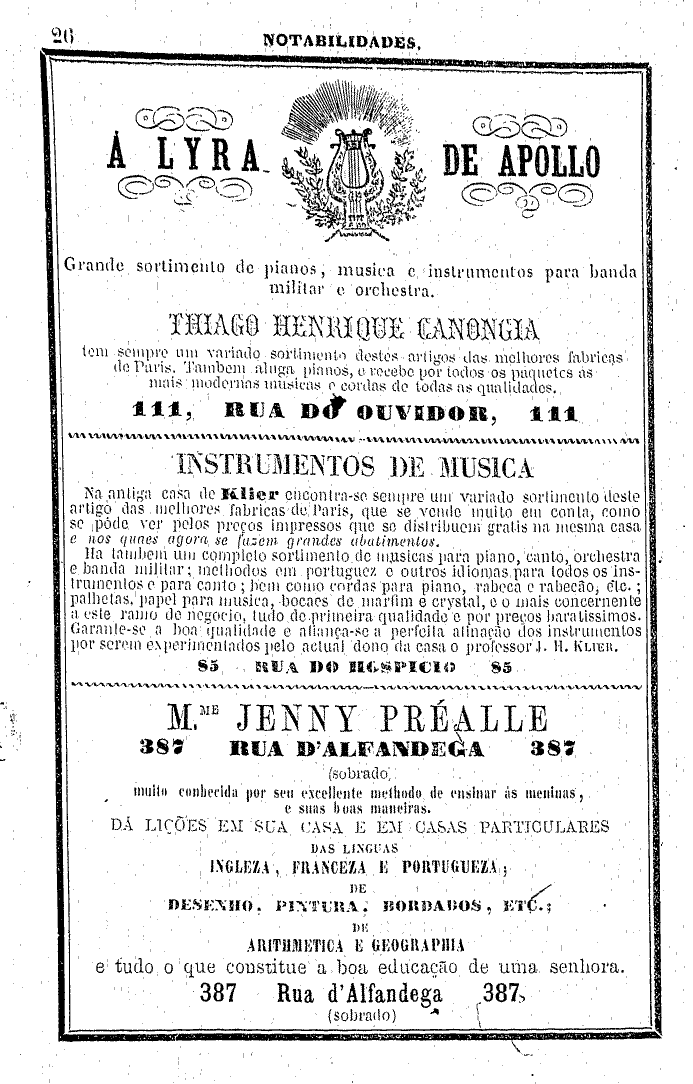 26
NOTABILIDADES.
Á LYRA DE APOLLO
Grande sortimento de pianos, musica e instrumentos para banda
militar e orchestra.
THIAGO HENRIQUE CANONGIA
tem sempre um variado sortimento destes artigos das melhores fabricas
de Paris. Tambem aluga pianos, e recebe por todos os paquetes as
mais modernas musicas e cordas de todas as qualidades.
111, RUA DO OUVIDOR, 111
INSTRUMENTOS DE MUSICA
Na antiga casa de Klier encontra-se sempre um variado sortimento deste
artigo das melhores fabricas de Paris, que se vende muito em conta, como
se póde ver pelos preços impressos que se distribuem gratis na mesma casa
e nos quaes agora se fazem grandes abatimentos.
Ha tambem um completo sortimento de musicas para piano, canto, orchestra
e banda militar; methodos em portuguez e outros idiomas para todos os ins-
trumentos e para canto; bem como cordas para piano, rabeca e rabecão, etc.;
palhetas, papel para musica, bocaes de marfim e crystal, e o mais concernente
a este ramo de negocio, tudo de primeira qualidade e por preços baratissimos.
Garante-se a boa qualidade e afiança-se a perfeita afinação dos instrumentos
por serem experimentados pelo actual dono da casa o professor J. H. KLIER.
85 RUA DO HOSPICIO 85
M.ME JENNY PRÉALLE
387 RUA D'ALFANDEGA 387
(sobrado)
muito conhecida por seu excellente methodo de ensinar ás meninas,
e suas boas maneiras.
DÁ LIÇÕES EM SUA CASA E EM CASAS PARTICULARES
DAS LINGUAS
INGLEZA, FRANCEZA E PORTUGUEZA;
DE
DESENHO, PINTURA, BORDADOS, ETC.;
DE
ARITHMETICA E GEOGRAPHIA
e tudo o que constitue a boa educação de uma senhora.
387 Rua d'Alfandega 387
(sobrado)